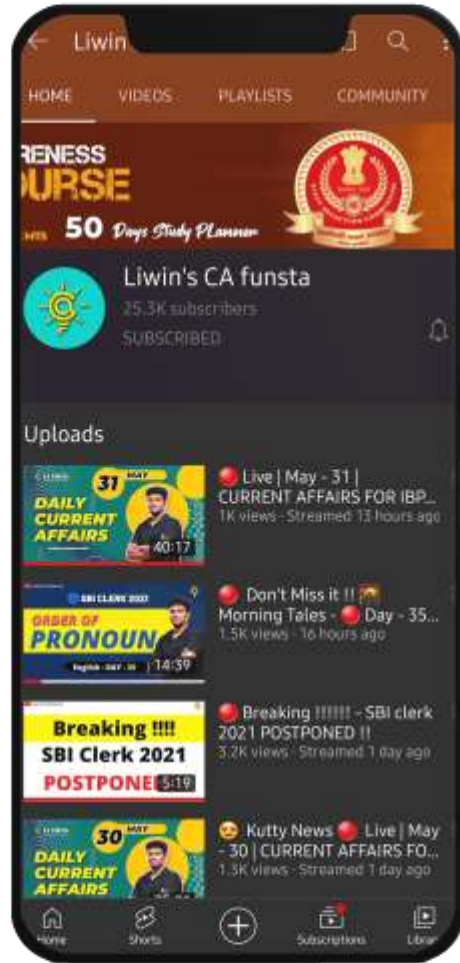 Liwin
HOME VIDEOS PLAYLISTS COMMUNITY
RENESS
URSE
HTS 50 Days Study Planner
Liwin's CA funsta
25.3K subscribers
SUBSCRIBED
Uploads
31 MAY
DAILY
CURRENT
AFFAIRS
40:17
🔴 Live | May - 31 |
CURRENT AFFAIRS FOR IBP...
1K views · Streamed 13 hours ago
SBI CLERK 2021
ORDER OF
PRONOUN
English - DAY - 35
14:39
🔴 Don't Miss it !!
Morning Tales - 🔴 Day - 35...
1.5K views · 16 hours ago
Breaking !!!!
SBI Clerk 2021
POSTPONE
5:19
🔴 Breaking !!!!!!! - SBI clerk
2021 POSTPONED !!
3.2K views · Streamed 1 day ago
30 MAY
DAILY
CURRENT
AFFAIRS
Kutty News 🔴 Live | May
- 30 | CURRENT AFFAIRS FO...
1.3K views · Streamed 1 day ago
Home Shorts Subscriptions Librar